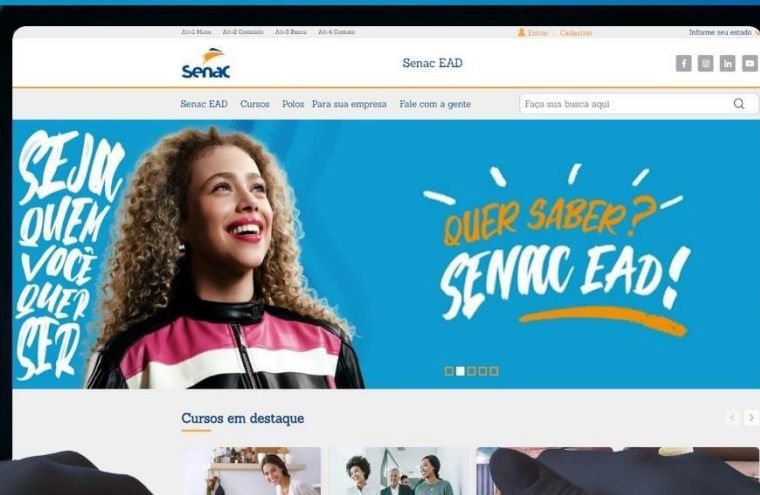 Alt+1 Menu Alt+2 Conteúdo Alt+3 Busca Alt+4 Contato
Entrar Cadastrar
Informe seu estado
Senac
Senac EAD
Senac EAD Cursos Polos Para sua empresa Fale com a gente
Faça sua busca aqui
SEJA
QUEM
VOCÊ
QUER
SER
QUER SABER?
SENAC EAD!
Cursos em destaque